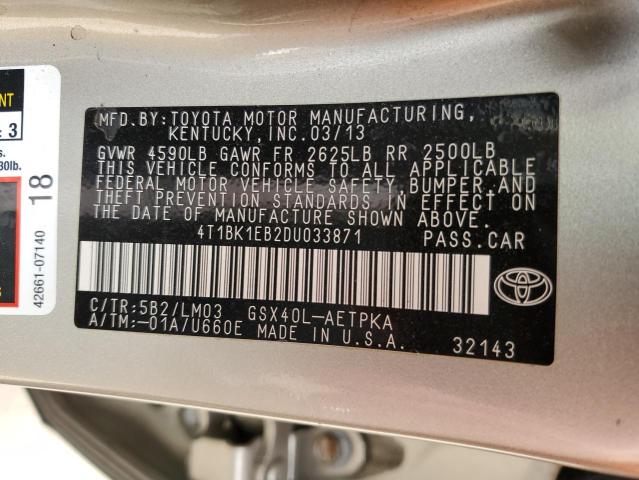 MFD.BY:TOYOTA MOTOR MANUFACTURING,
KENTUCKY,INC.03/13
GVWR 4590LB GAWR FR 2625LB RR 2500LB
THIS VEHICLE CONFORMS TO ALL APPLICABLE
FEDERAL MOTOR VEHICLE SAFETY,BUMPER,AND
THEFT PREVENTION STANDARDS IN EFFECT ON
THE DATE OF MANUFACTURE SHOWN ABOVE.
4T1BK1EB2DU033871 PASS.CAR
C/TR:5B2/LM03 GSX40L-AETPKA
A/TM:-01A/U660E MADE IN U.S.A. 32143
3
30lb.
18
42661-07140